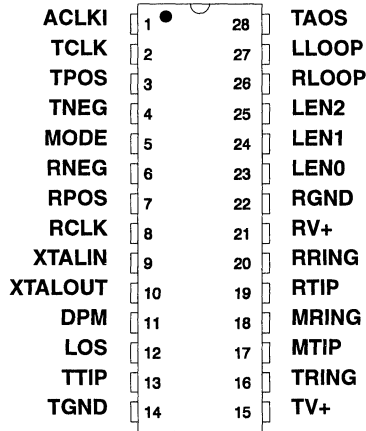 ACLKI 1 28 TAOS
TCLK 2 27 LLOOP
TPOS 3 26 RLOOP
TNEG 4 25 LEN2
MODE 5 24 LEN1
RNEG 6 23 LEN0
RPOS 7 22 RGND
RCLK 8 21 RV+
XTALIN 9 20 RRING
XTALOUT 10 19 RTIP
DPM 11 18 MRING
LOS 12 17 MTIP
TTIP 13 16 TRING
TGND 14 15 TV+